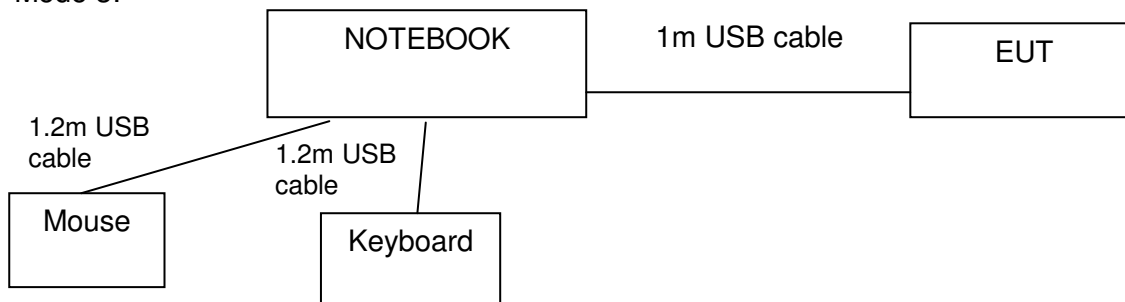 NOTEBOOK
1m USB cable
EUT
1.2m USB
cable
1.2m USB
cable
Mouse
Keyboard